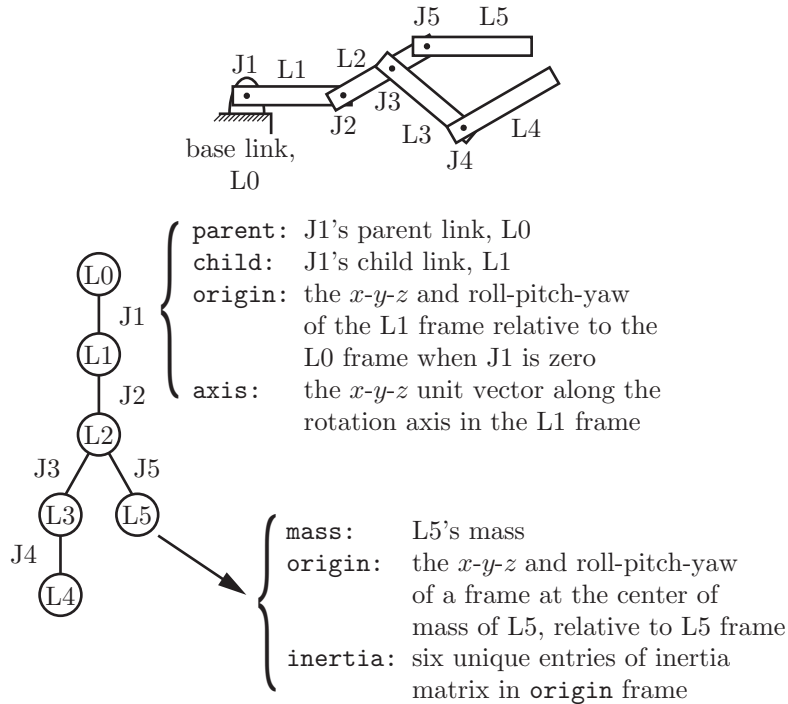 J5 L5
J1 L1 L2
J3
J2 L3 L4
J4
base link,
L0
parent: J1's parent link, L0
child: J1's child link, L1
origin: the x-y-z and roll-pitch-yaw
of the L1 frame relative to the
L0 frame when J1 is zero
axis: the x-y-z unit vector along the
rotation axis in the L1 frame
L0
J1
L1
J2
L2
J3 J5
L3 L5
J4
L4
mass: L5's mass
origin: the x-y-z and roll-pitch-yaw
of a frame at the center of
mass of L5, relative to L5 frame
inertia: six unique entries of inertia
matrix in origin frame